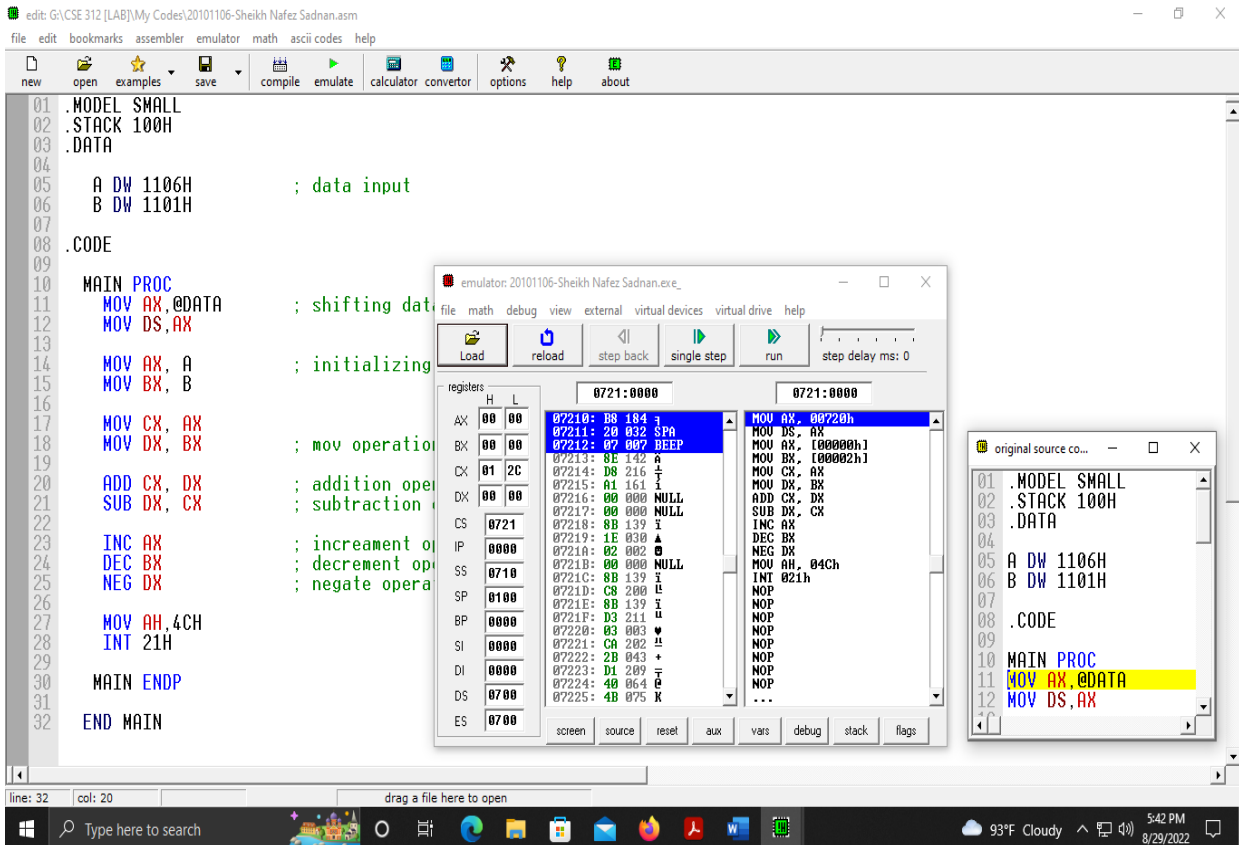 edit: G:\CSE 312 [LAB]\My Codes\20101106-Sheikh Nafez Sadnan.asm
file edit bookmarks assembler emulator math ascii codes help
new open examples save compile emulate calculator convertor options help about
01 .MODEL SMALL
02 .STACK 100H
03 .DATA
04
05 A DW 1106H ; data input
06 B DW 1101H
07
08 .CODE
09
10 MAIN PROC
11 MOV AX,@DATA ; shifting dat
12 MOV DS,AX
13
14 MOV AX, A ; initializing
15 MOV BX, B
16
17 MOV CX, AX
18 MOV DX, BX ; mov operatio
19
20 ADD CX, DX ; addition ope
21 SUB DX, CX ; subtraction
22
23 INC AX ; increament o
24 DEC BX ; decrement op
25 NEG DX ; negate opera
26
27 MOV AH,4CH
28 INT 21H
29
30 MAIN ENDP
31
32 END MAIN
emulator: 20101106-Sheikh Nafez Sadnan.exe_
file math debug view external virtual devices virtual drive help
Load reload step back single step run step delay ms: 0
registers
H L
AX 00 00
BX 00 00
CX 01 2C
DX 00 00
CS 0721
IP 0000
SS 0710
SP 0100
BP 0000
SI 0000
DI 0000
DS 0700
ES 0700
0721:0000
07210: B8 184 ╕
07211: 20 032 SPA
07212: 07 007 BEEP
07213: 8E 142 Ä
07214: D8 216 ╪
07215: A1 161 í
07216: 00 000 NULL
07217: 00 000 NULL
07218: 8B 139 ï
07219: 1E 030 ▲
0721A: 02 002 ☻
0721B: 00 000 NULL
0721C: 8B 139 ï
0721D: C8 200 ╚
0721E: 8B 139 ï
0721F: D3 211 ╙
07220: 03 003 ♥
07221: CA 202 ╩
07222: 2B 043 +
07223: D1 209 ╤
07224: 40 064 @
07225: 4B 075 K
0721:0000
MOV AX, 00720h
MOV DS, AX
MOV AX, [00000h]
MOV BX, [00002h]
MOV CX, AX
MOV DX, BX
ADD CX, DX
SUB DX, CX
INC AX
DEC BX
NEG DX
MOV AH, 04Ch
INT 021h
NOP
NOP
NOP
NOP
NOP
NOP
NOP
NOP
...
screen source reset aux vars debug stack flags
original source co...
01 .MODEL SMALL
02 .STACK 100H
03 .DATA
04
05 A DW 1106H
06 B DW 1101H
07
08 .CODE
09
10 MAIN PROC
11 MOV AX,@DATA
12 MOV DS,AX
line: 32 col: 20 drag a file here to open
Type here to search
93°F Cloudy
5:42 PM
8/29/2022